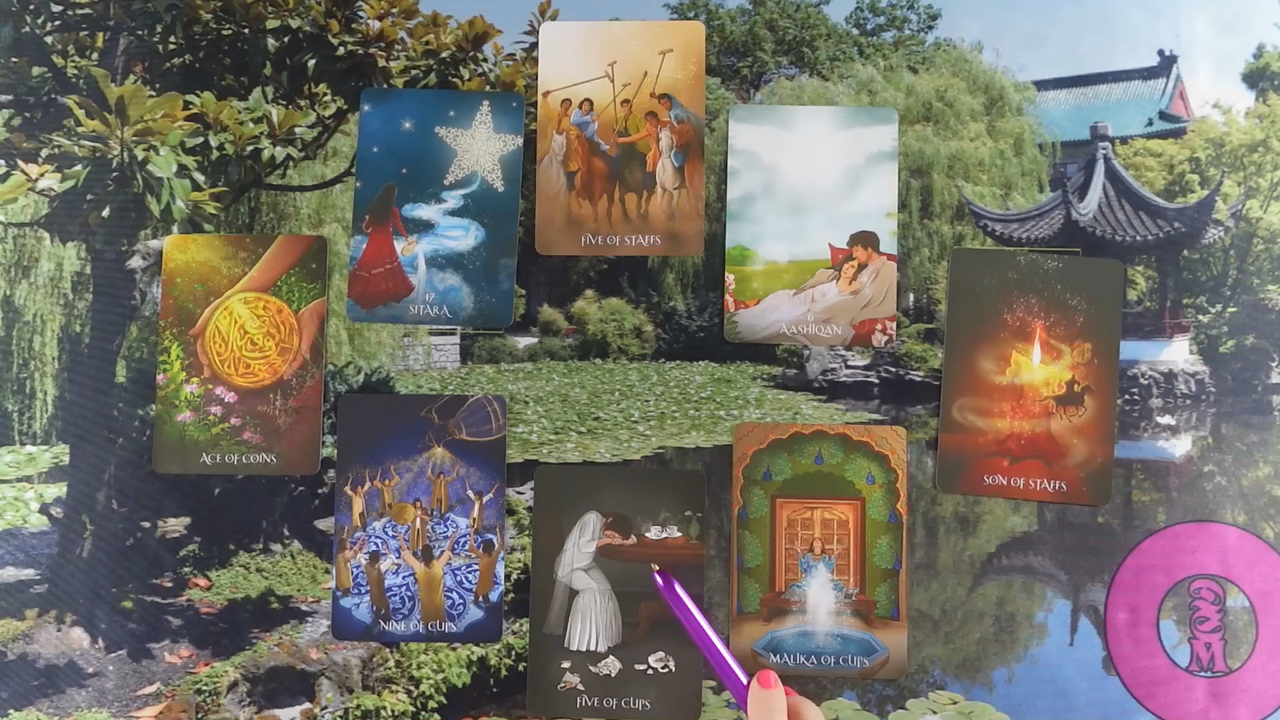 FIVE OF STAFFS
17
SITARA
6
AASHIQAN
ACE OF COINS
SON OF STAFFS
NINE OF CUPS
MALIKA OF CUPS
FIVE OF CUPS